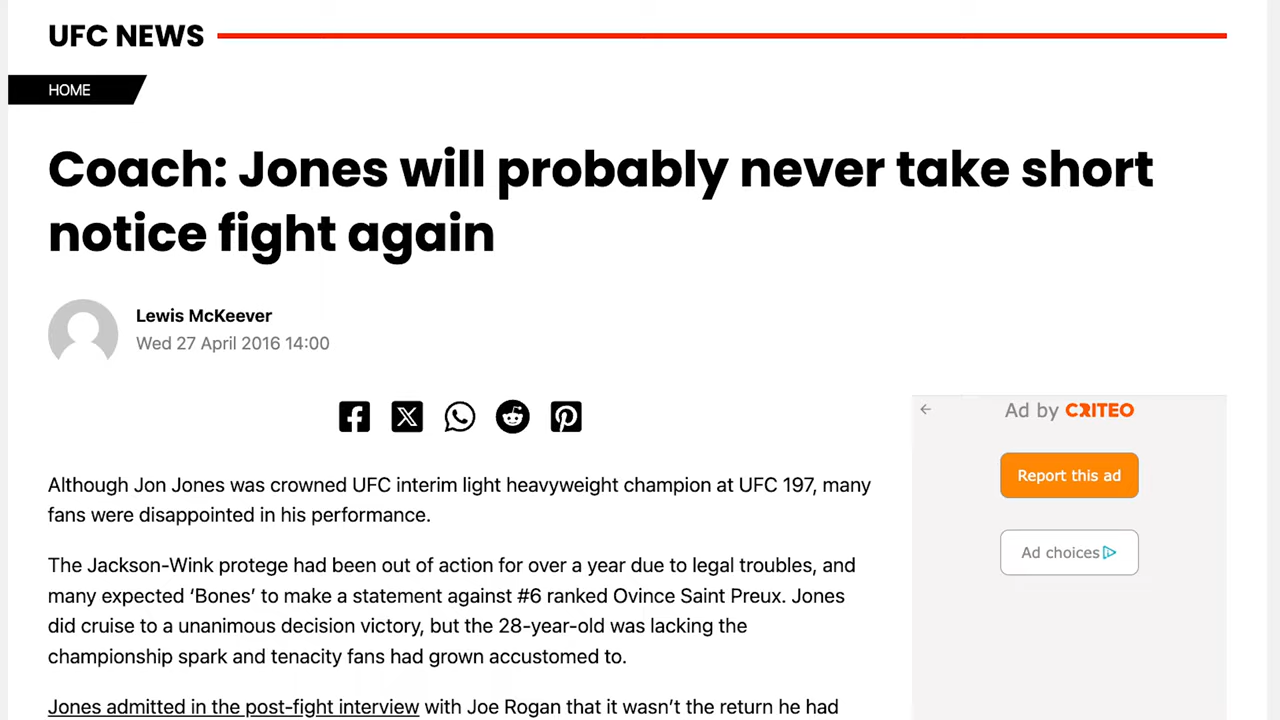 UFC NEWS
HOME
Coach: Jones will probably never take short
notice fight again
Lewis McKeever
Wed 27 April 2016 14:00
Ad by CRITEO
Report this ad
Ad choices
Although Jon Jones was crowned UFC interim light heavyweight champion at UFC 197, many
fans were disappointed in his performance.
The Jackson-Wink protege had been out of action for over a year due to legal troubles, and
many expected ‘Bones’ to make a statement against #6 ranked Ovince Saint Preux. Jones
did cruise to a unanimous decision victory, but the 28-year-old was lacking the
championship spark and tenacity fans had grown accustomed to.
Jones admitted in the post-fight interview with Joe Rogan that it wasn’t the return he had